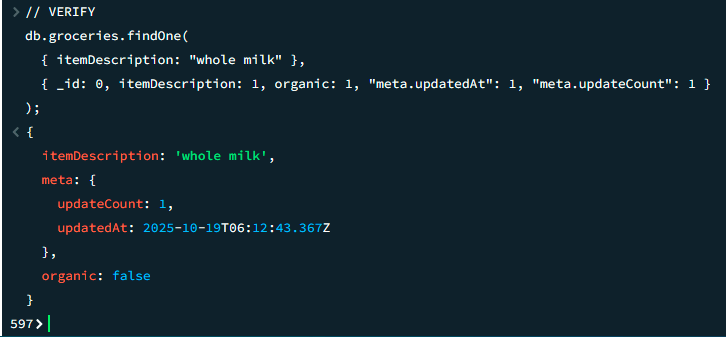 > // VERIFY
db.groceries.findOne(
{ itemDescription: "whole milk" },
{ _id: 0, itemDescription: 1, organic: 1, "meta.updatedAt": 1, "meta.updateCount": 1 }
);
< {
itemDescription: 'whole milk',
meta: {
updateCount: 1,
updatedAt: 2025-10-19T06:12:43.367Z
},
organic: false
}
597>